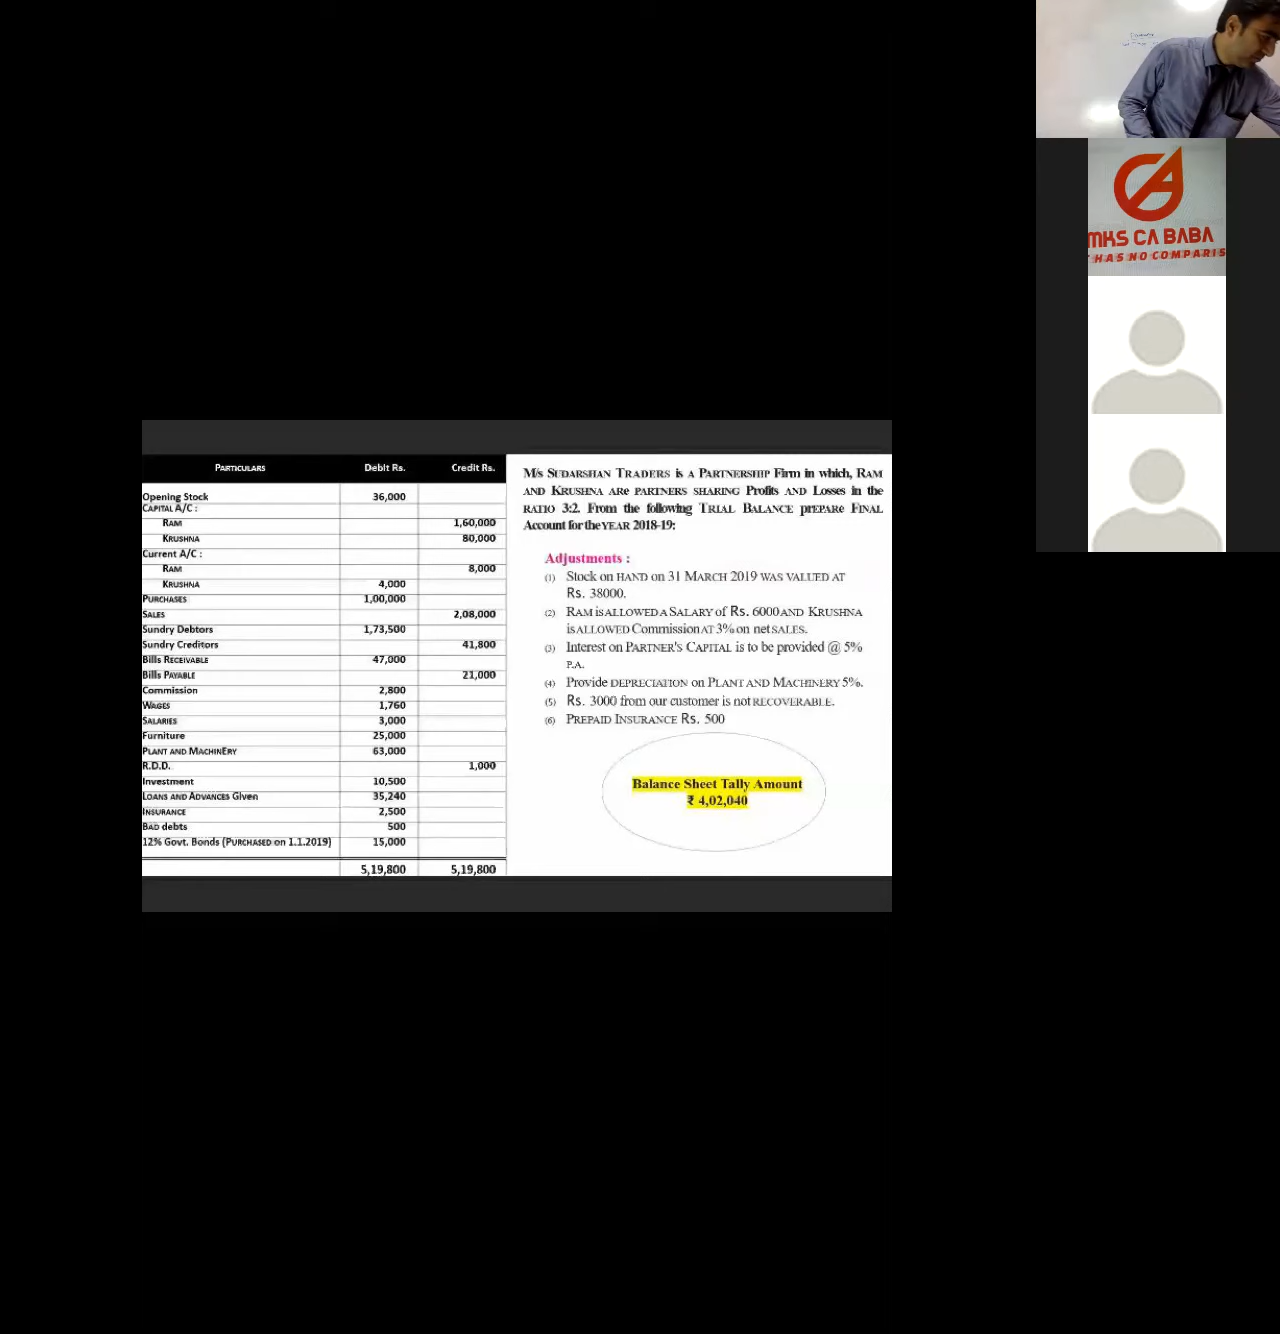 PARTICULARS Debit Rs. Credit Rs.
Opening Stock 36,000
CAPITAL A/C :
RAM 1,60,000
KRUSHNA 80,000
Current A/C :
RAM 8,000
KRUSHNA 4,000
PURCHASES 1,00,000
SALES 2,08,000
Sundry Debtors 1,73,500
Sundry Creditors 41,800
Bills RECEIVABLE 47,000
Bills PAYABLE 21,000
Commission 2,800
WAGES 1,760
SALARIES 3,000
Furniture 25,000
PLANT AND MACHINERY 63,000
R.D.D. 1,000
Investment 10,500
LOANS AND ADVANCES Given 35,240
INSURANCE 2,500
BAD debts 500
12% Govt. Bonds (PURCHASED on 1.1.2019) 15,000
5,19,800 5,19,800
M/s SUDARSHAN TRADERS is A PARTNERSHIP Firm in which, RAM
AND KRUSHNA ARe PARTNERS SHARING Profits AND Losses in the
RATIO 3:2. From the following TRIAL BALANCE prepare FINAL
Account for the YEAR 2018-19:
Adjustments :
(1) Stock on HAND on 31 MARCH 2019 WAS VALUED AT
Rs. 38000.
(2) RAM is ALLOWED A SALARY of Rs. 6000 AND KRUSHNA
is ALLOWED Commission AT 3% on net SALES.
(3) Interest on PARTNER'S CAPITAL is to be provided @ 5%
P.A.
(4) Provide DEPRECIATION on PLANT AND MACHINERY 5%.
(5) Rs. 3000 from our customer is not RECOVERABLE.
(6) PREPAID INSURANCE Rs. 500
Balance Sheet Tally Amount
₹ 4,02,040
MKS CA BABA
HAS NO COMPARIS